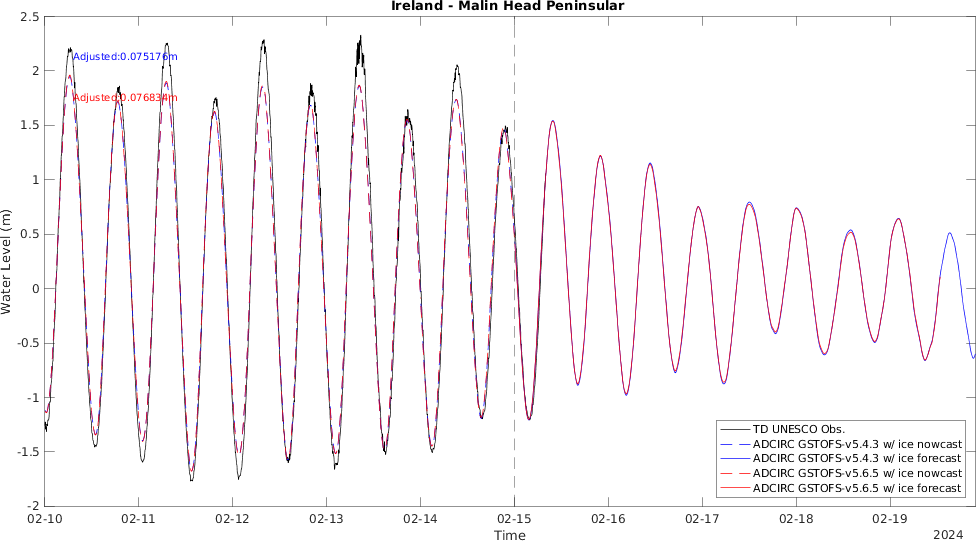 Ireland - Malin Head Peninsular
2.5
2
1.5
1
0.5
0
-0.5
-1
-1.5
-2
Water Level (m)
Adjusted:0.075176m
Adjusted:0.076834m
TD UNESCO Obs.
ADCIRC GSTOFS-v5.4.3 w/ ice nowcast
ADCIRC GSTOFS-v5.4.3 w/ ice forecast
ADCIRC GSTOFS-v5.6.5 w/ ice nowcast
ADCIRC GSTOFS-v5.6.5 w/ ice forecast
02-10 02-11 02-12 02-13 02-14 02-15 02-16 02-17 02-18 02-19
Time
2024